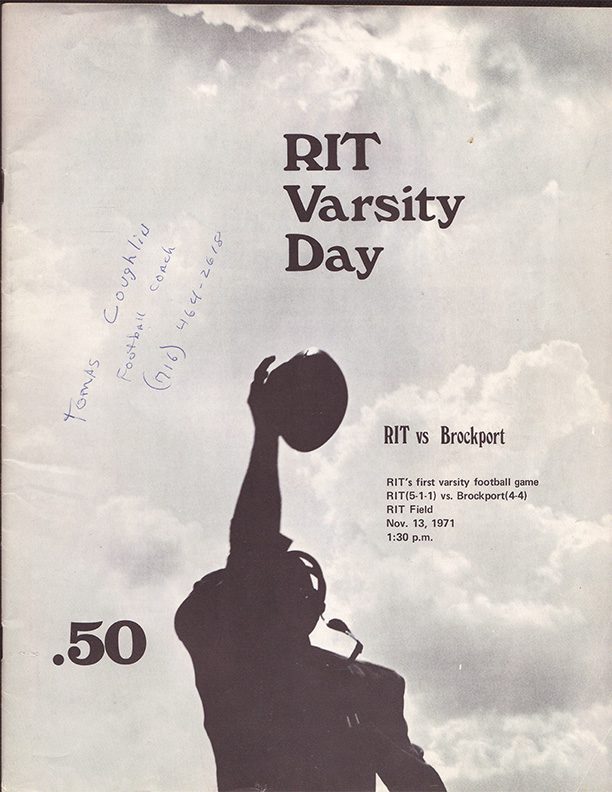 RIT
Varsity
Day
Tomas Coughlin
Football coach
(716) 464-2618
RIT vs Brockport
RIT's first varsity football game
RIT(5-1-1) vs. Brockport(4-4)
RIT Field
Nov. 13, 1971
1:30 p.m.
.50